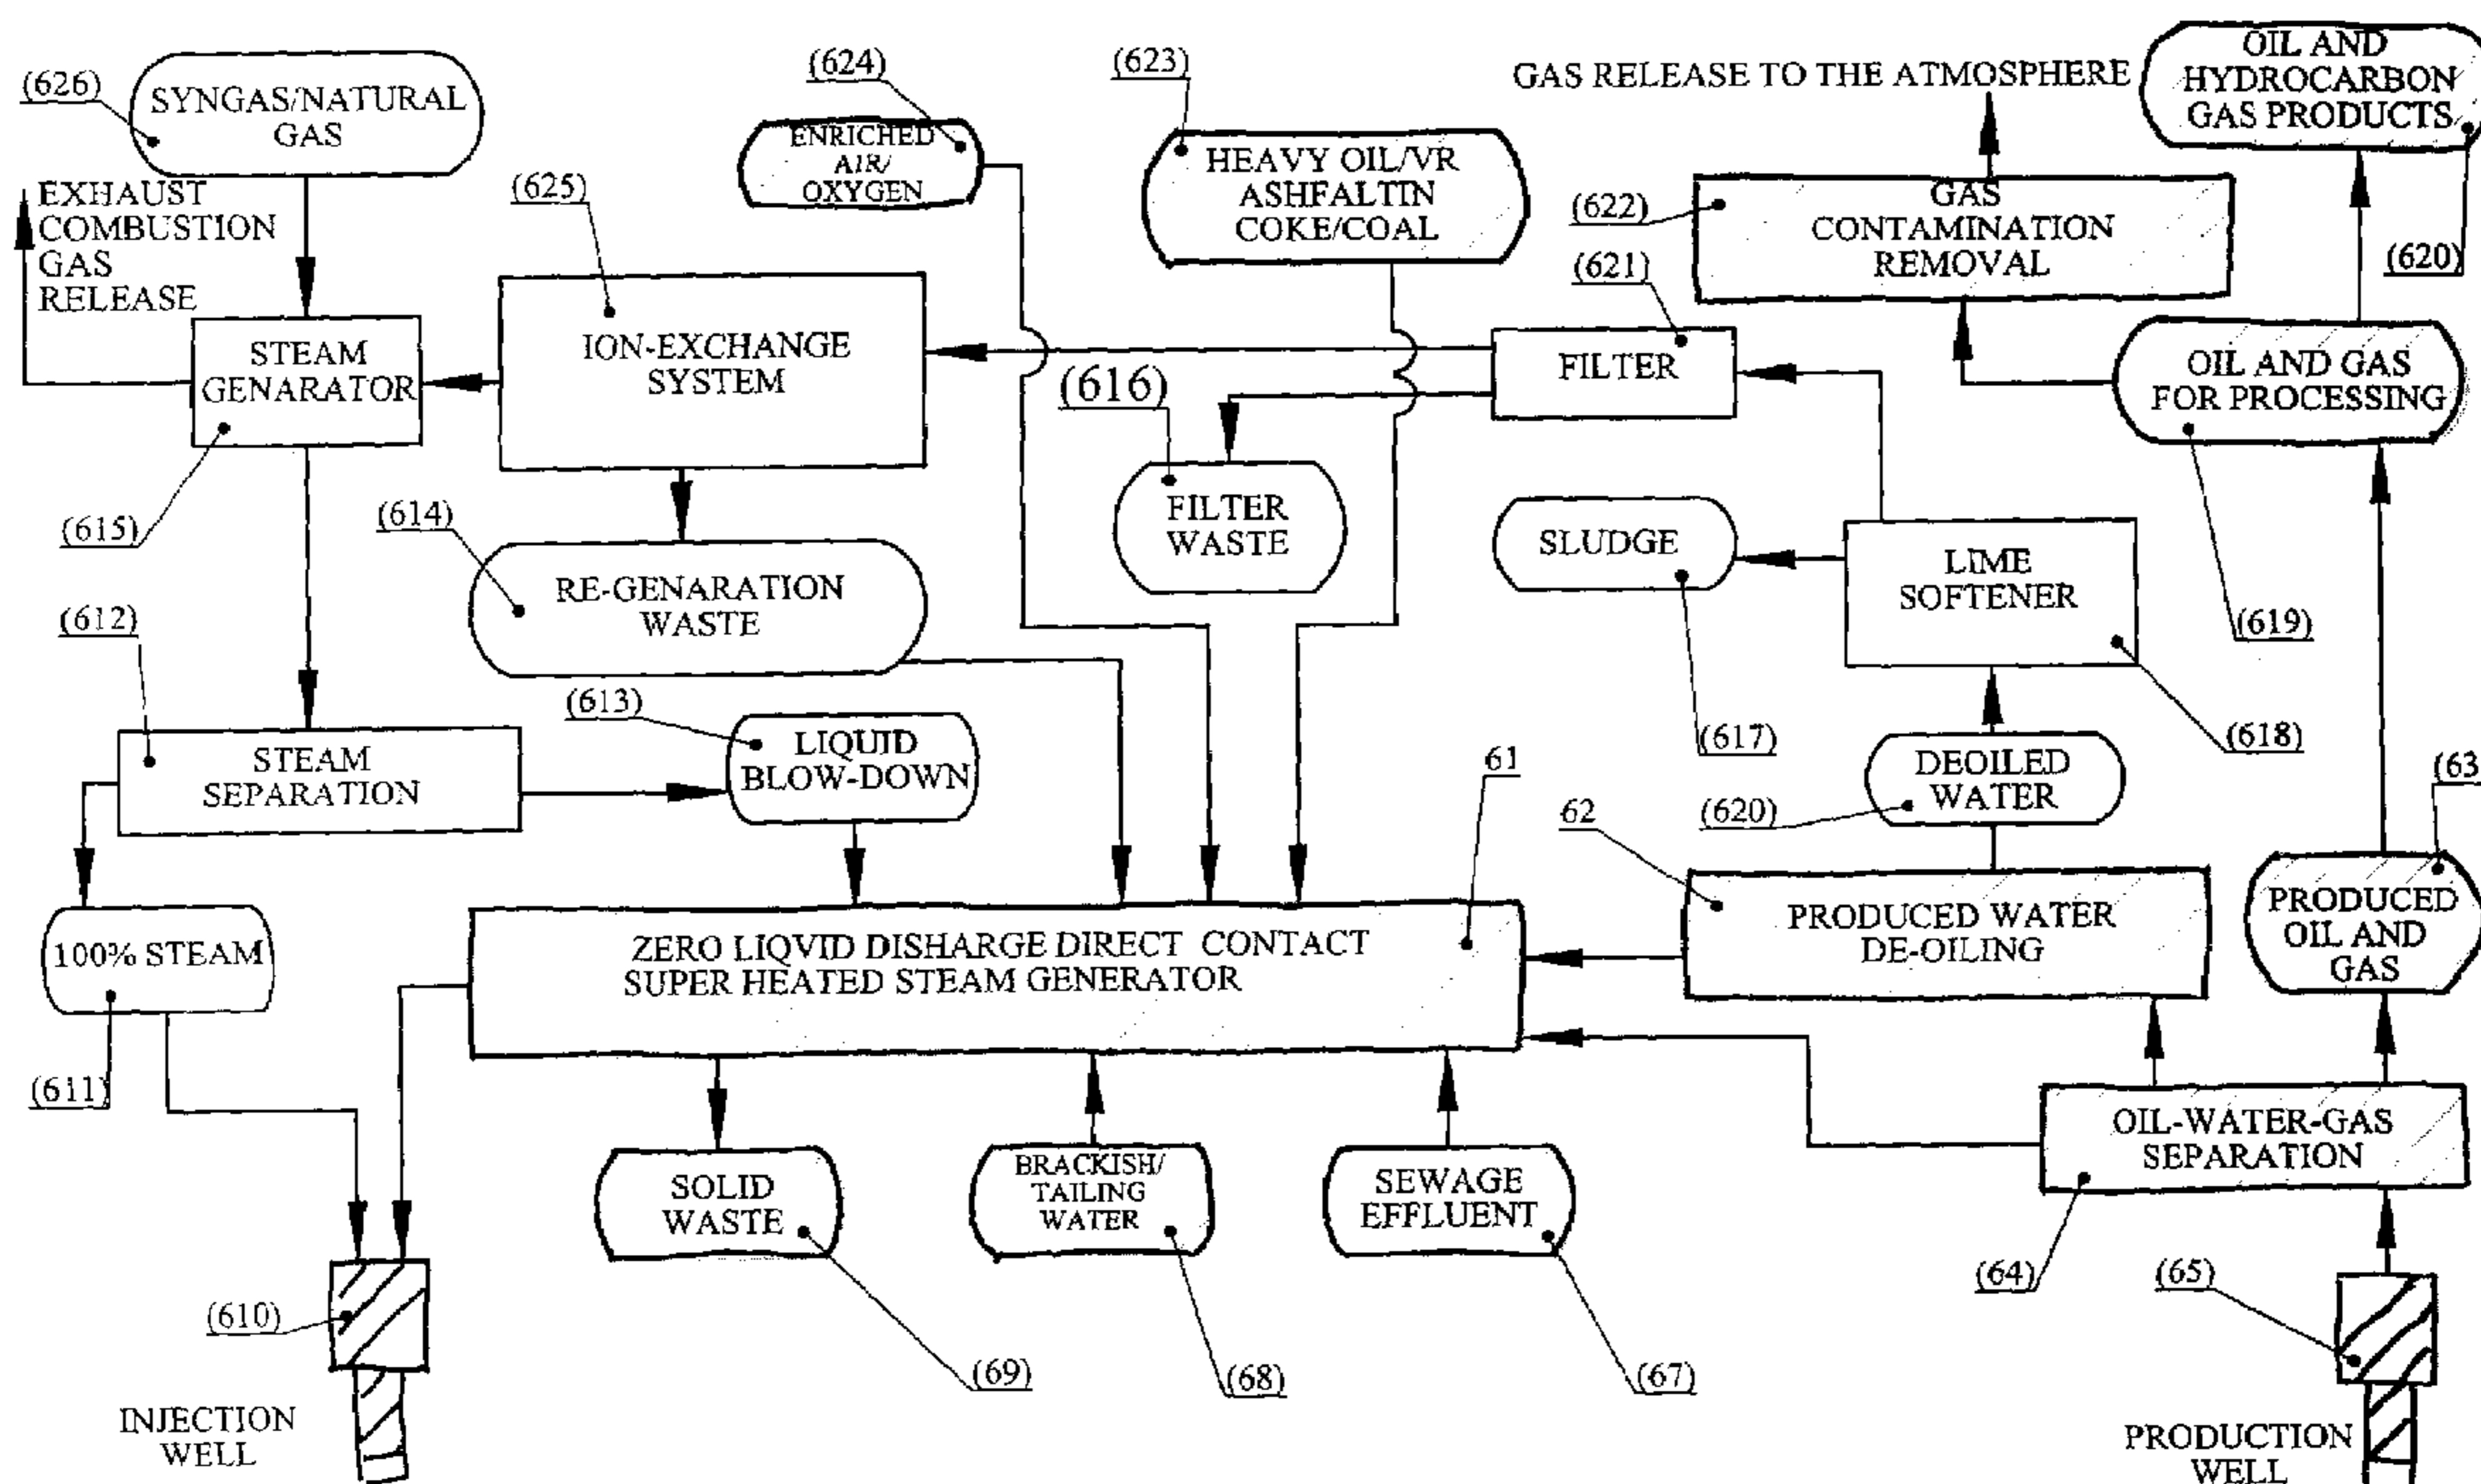 (626)
SYNGAS/NATURAL
GAS
EXHAUST
COMBUSTION
GAS
RELEASE
(624)
ENRICHED
AIR/
OXYGEN
(623)
HEAVY OIL/VR
ASHFALTIN
COKE/COAL
GAS RELEASE TO THE ATMOSPHERE
OIL AND
HYDROCARBON
GAS PRODUCTS
(620)
(622)
GAS
CONTAMINATION
REMOVAL
(625)
ION-EXCHANGE
SYSTEM
STEAM
GENARATOR
(615)
(621)
FILTER
(616)
FILTER
WASTE
OIL AND GAS
FOR PROCESSING
(619)
(614)
RE-GENARATION
WASTE
SLUDGE
(617)
LIME
SOFTENER
(618)
(612)
STEAM
SEPARATION
(613)
LIQUID
BLOW-DOWN
61
62
DEOILED
WATER
(620)
(63
PRODUCED
OIL AND
GAS
100% STEAM
(611)
ZERO LIQVID DISHARGE DIRECT CONTACT
SUPER HEATED STEAM GENERATOR
PRODUCED WATER
DE-OILING
OIL-WATER-GAS
SEPARATION
(64)
(65)
SOLID
WASTE
(69)
BRACKISH/
TAILING
WATER
(68)
SEWAGE
EFFLUENT
(67)
(610)
INJECTION
WELL
PRODUCTION
WELL